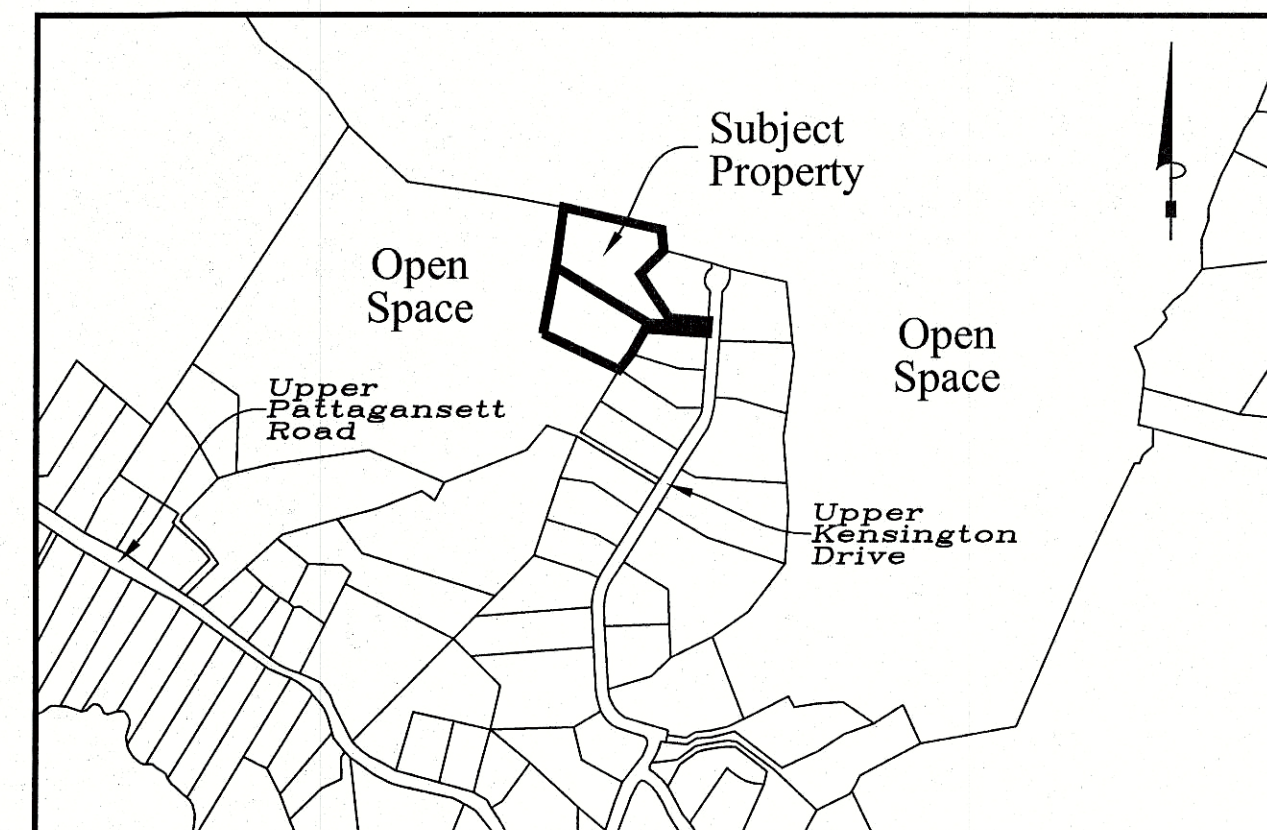 Subject
Property
Open
Space
Open
Space
Upper
Pattagansett
Road
Upper
Kensington
Drive